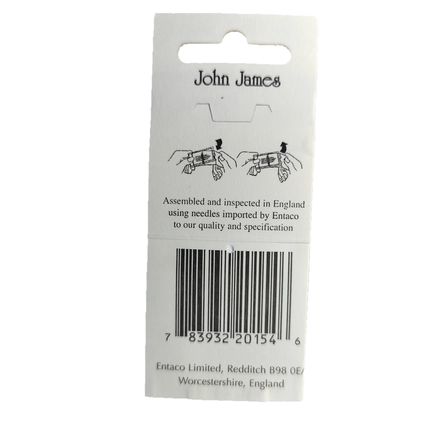 John James
Assembled and inspected in England
using needles imported by Entaco
to our quality and specification
7 83932 20154 6
Entaco Limited, Redditch B98 0E/
Worcestershire, England